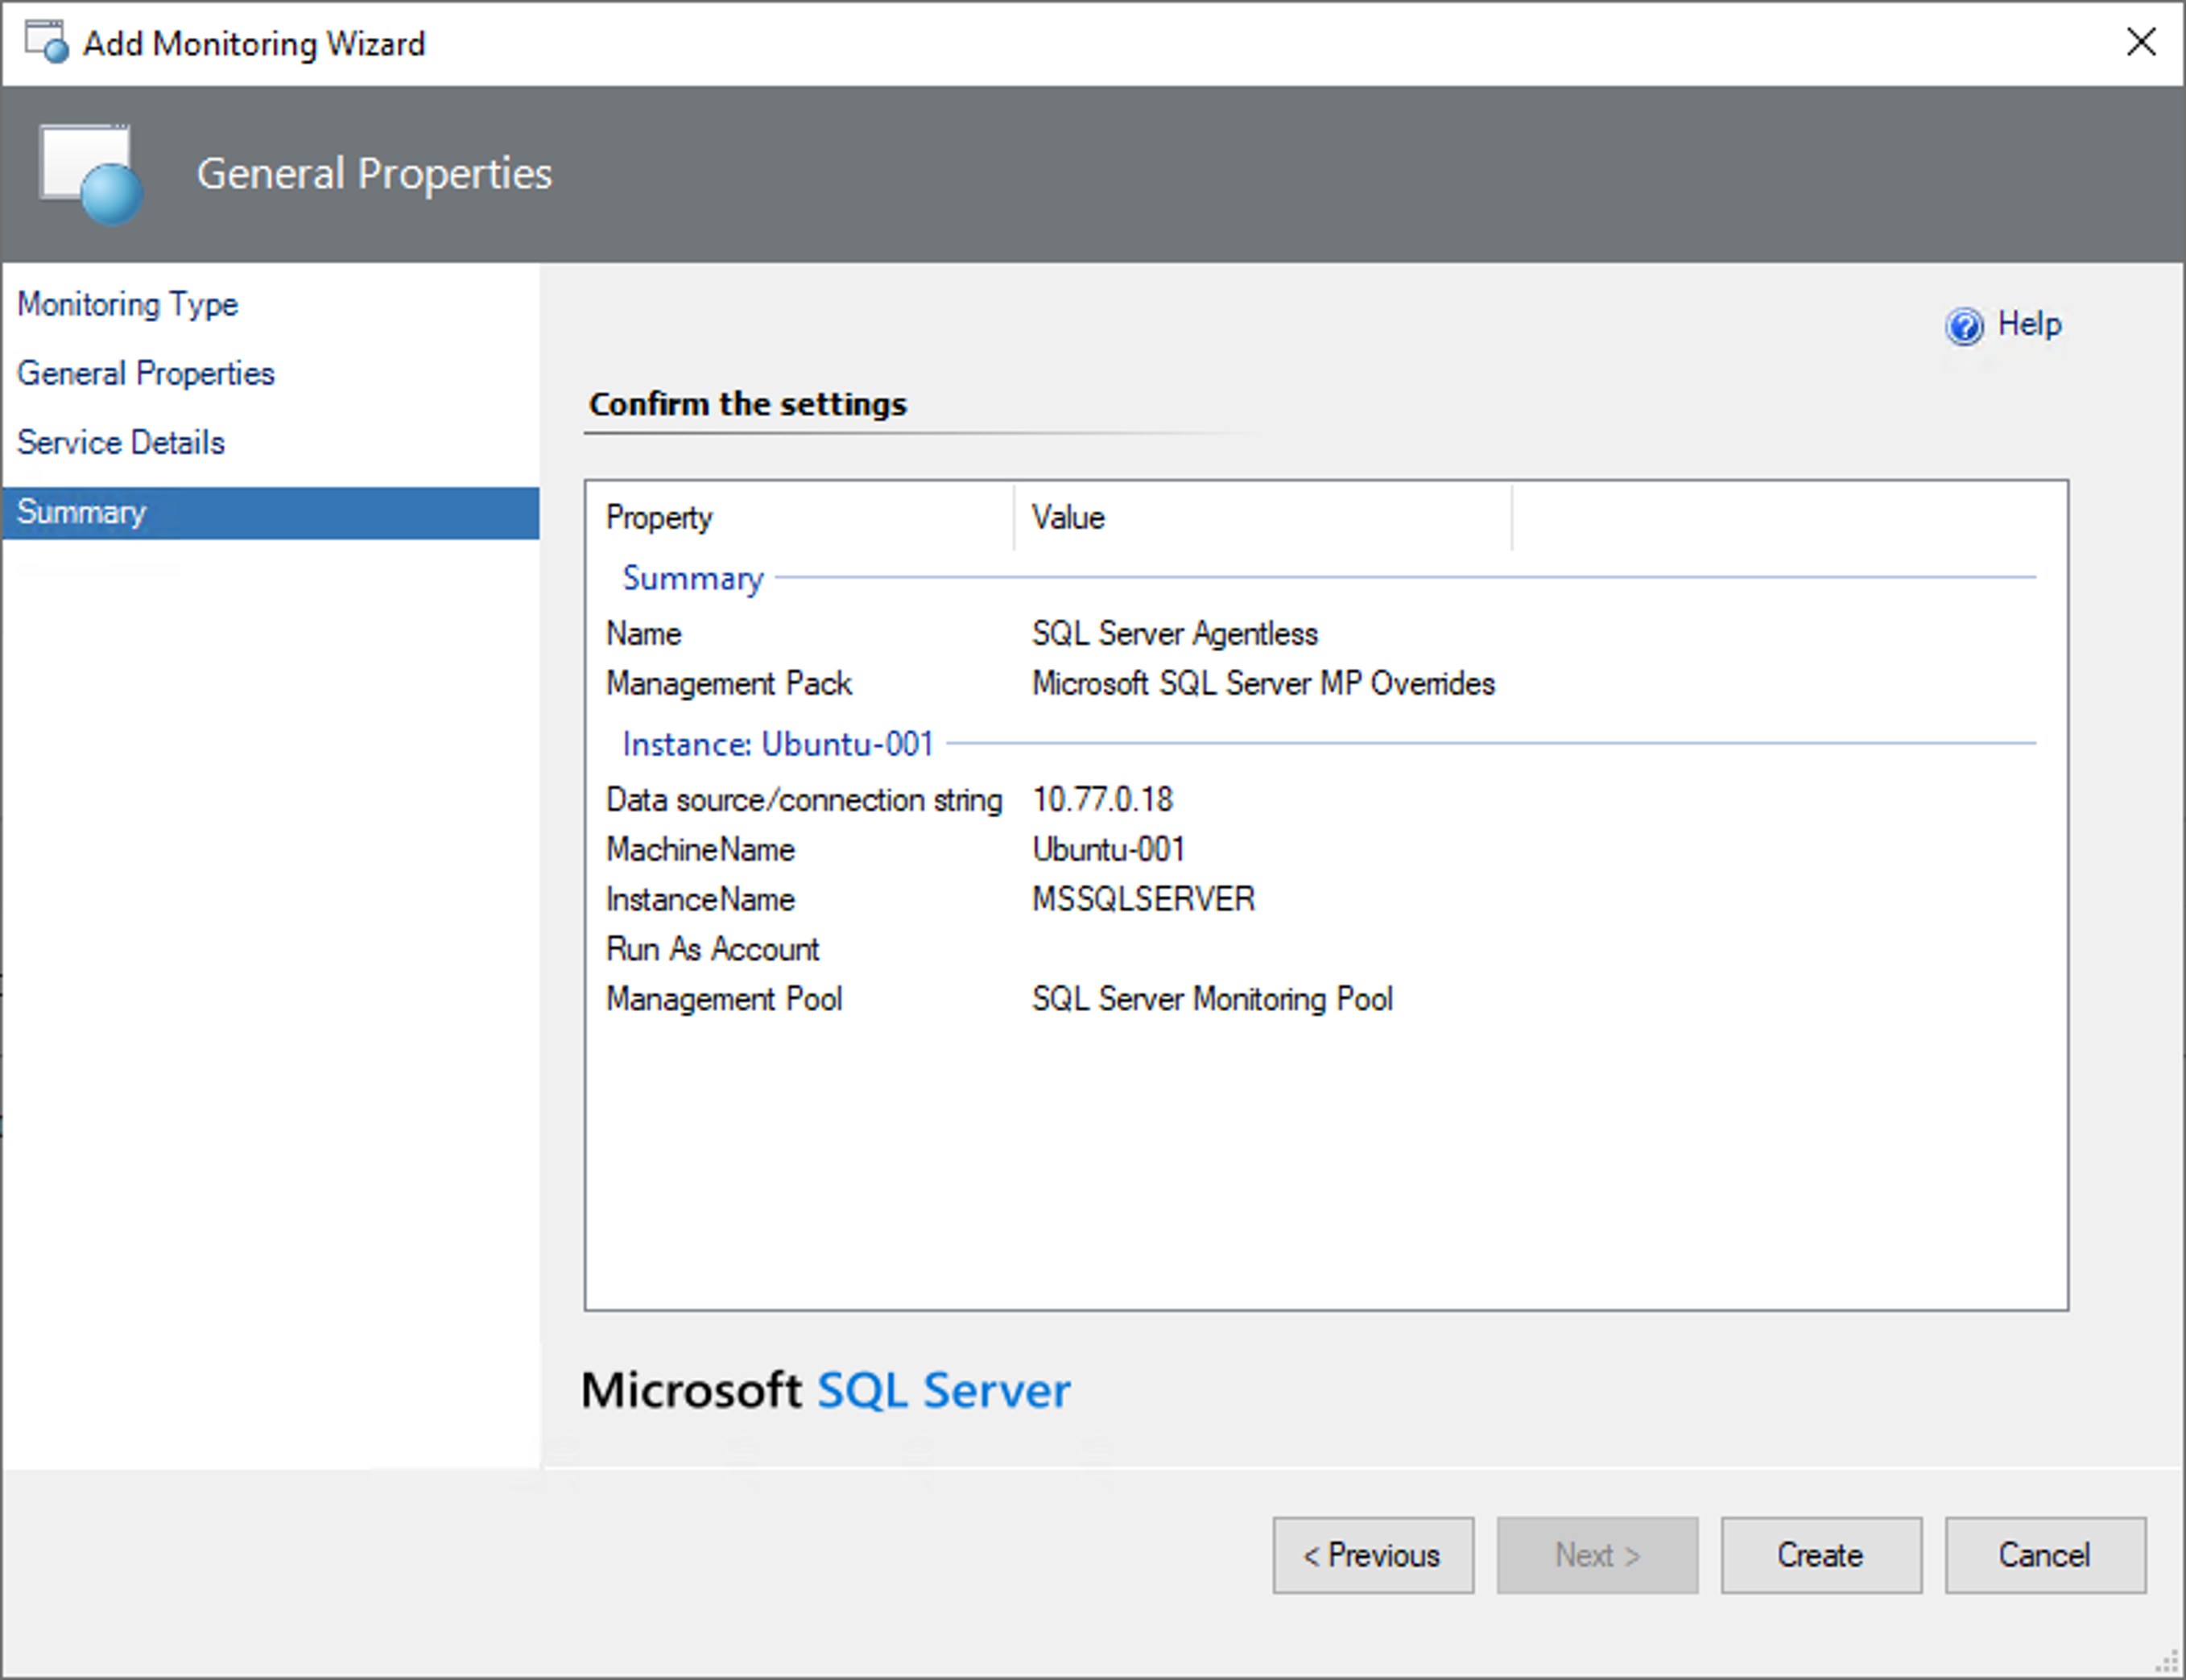 Add Monitoring Wizard
General Properties
Monitoring Type
General Properties
Service Details
Summary
Help
Confirm the settings
Property Value
Summary
Name SQL Server Agentless
Management Pack Microsoft SQL Server MP Overrides
Instance: Ubuntu-001
Data source/connection string 10.77.0.18
MachineName Ubuntu-001
InstanceName MSSQLSERVER
Run As Account
Management Pool SQL Server Monitoring Pool
Microsoft SQL Server
< Previous Next > Create Cancel